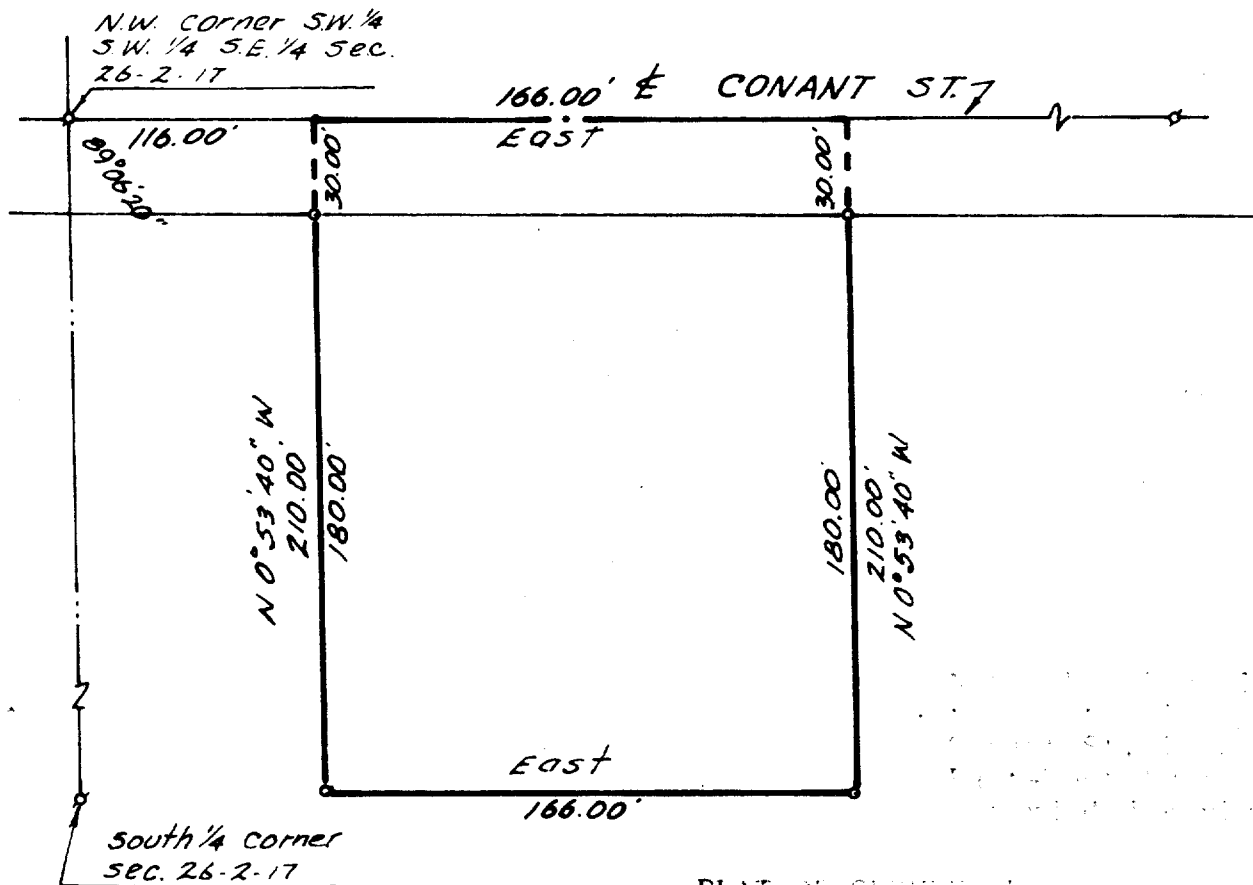 N.W. Corner S.W. ¼
S.W. ¼ S.E. ¼ Sec.
26-2-17
166.00' ℄ CONANT ST.
116.00'
East
89°06'20"
30.00'
30.00'
N 0°53'40" W
210.00'
180.00'
180.00'
210.00'
N 0°53'40" W
East
166.00'
South ¼ Corner
Sec. 26-2-17